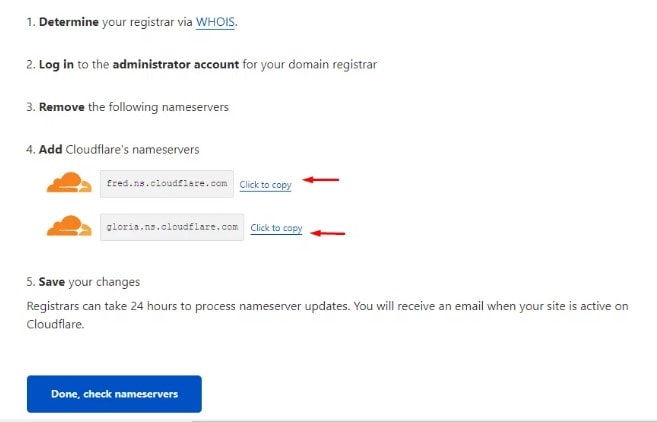 1. Determine your registrar via WHOIS.
2. Log in to the administrator account for your domain registrar
3. Remove the following nameservers
4. Add Cloudflare's nameservers
fred.ns.cloudflare.com Click to copy
gloria.ns.cloudflare.com Click to copy
5. Save your changes
Registrars can take 24 hours to process nameserver updates. You will receive an email when your site is active on
Cloudflare.
Done, check nameservers